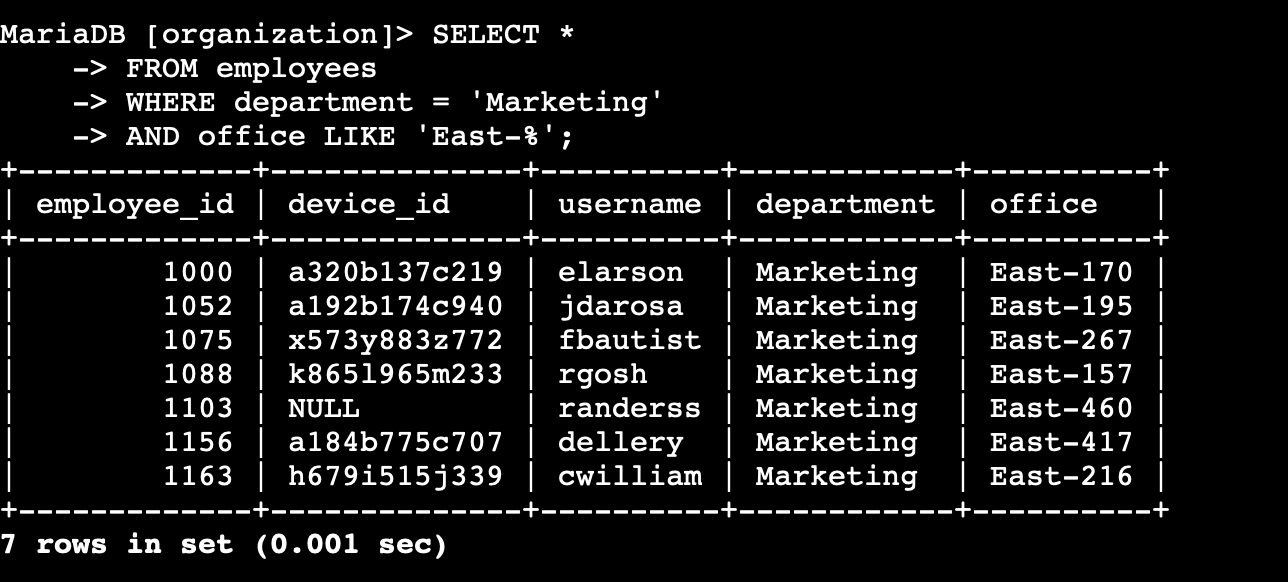 MariaDB [organization]> SELECT *
    -> FROM employees
    -> WHERE department = 'Marketing'
    -> AND office LIKE 'East-%';
+-------------+--------------+----------+------------+----------+
| employee_id | device_id    | username | department | office   |
+-------------+--------------+----------+------------+----------+
|        1000 | a320b137c219 | elarson  | Marketing  | East-170 |
|        1052 | a192b174c940 | jdarosa  | Marketing  | East-195 |
|        1075 | x573y883z772 | fbautist | Marketing  | East-267 |
|        1088 | k865l965m233 | rgosh    | Marketing  | East-157 |
|        1103 | NULL         | randerss | Marketing  | East-460 |
|        1156 | a184b775c707 | dellery  | Marketing  | East-417 |
|        1163 | h679i515j339 | cwilliam | Marketing  | East-216 |
+-------------+--------------+----------+------------+----------+
7 rows in set (0.001 sec)